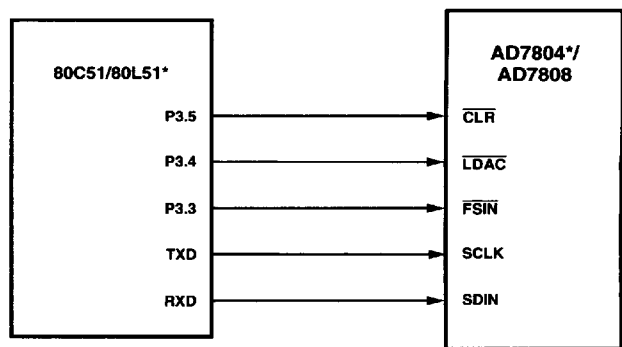 80C51/80L51*
P3.5
P3.4
P3.3
TXD
RXD
AD7804*/
AD7808
CLR
LDAC
FSIN
SCLK
SDIN